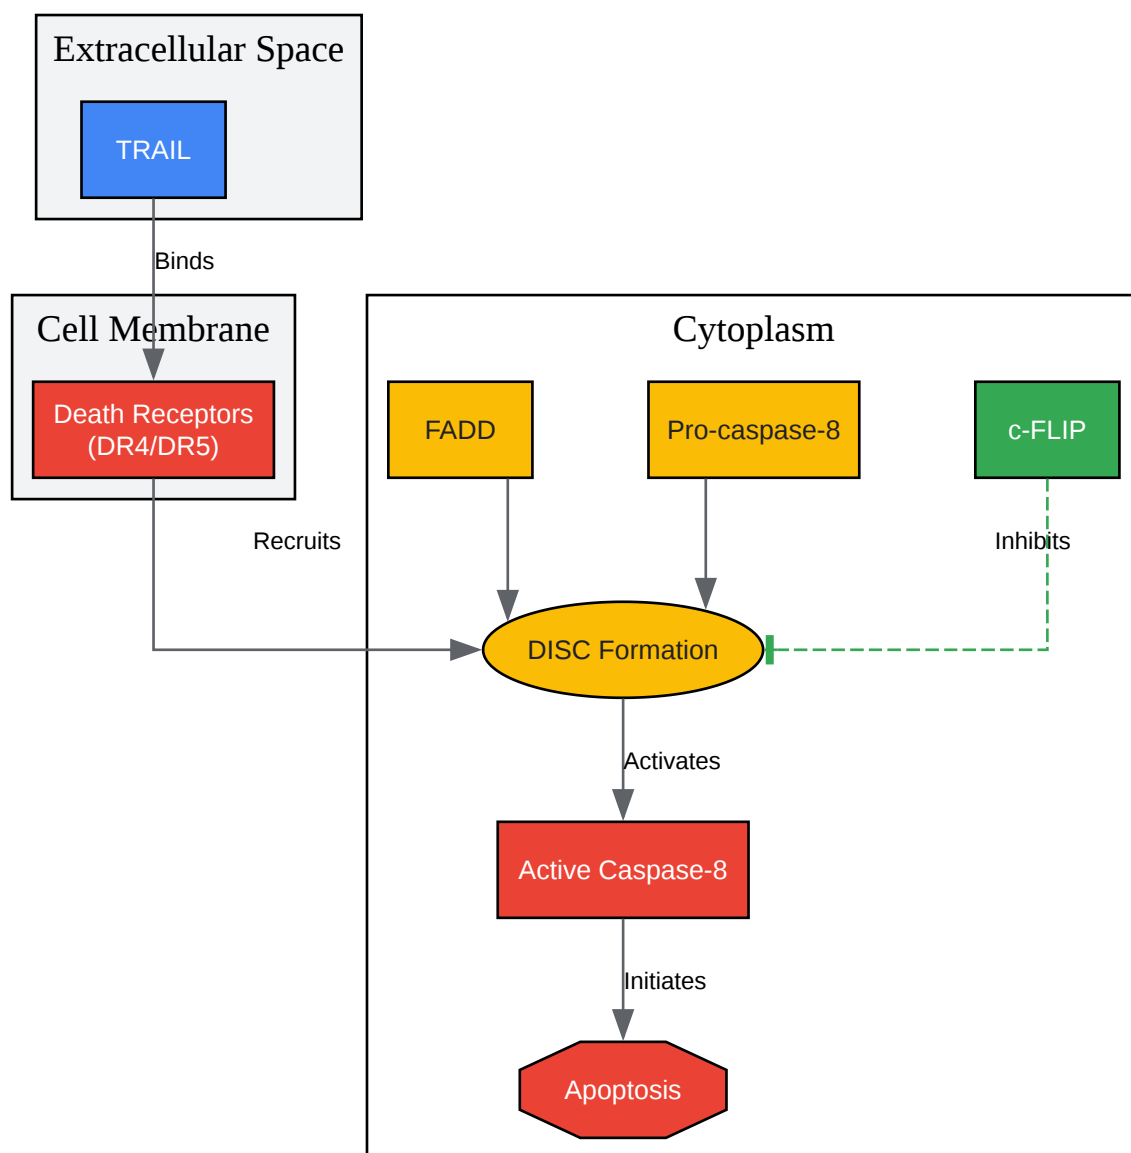 Extracellular Space
TRAIL
Binds
Cell Membrane
Cytoplasm
Death Receptors
(DR4/DR5)
FADD
Pro-caspase-8
c-FLIP
Recruits
Inhibits
DISC Formation
Activates
Active Caspase-8
Initiates
Apoptosis